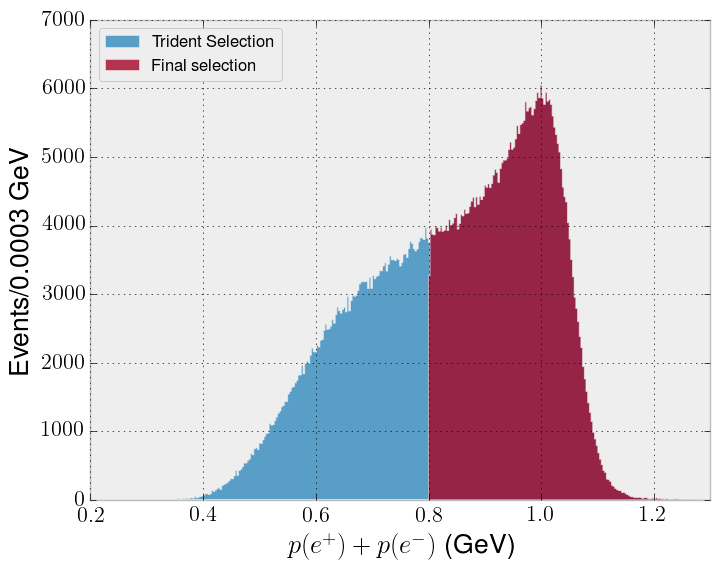 7000
6000
5000
4000
3000
2000
1000
0
Events/0.0003 GeV
Trident Selection
Final selection
0.2 0.4 0.6 0.8 1.0 1.2
p(e⁺) + p(e⁻) (GeV)